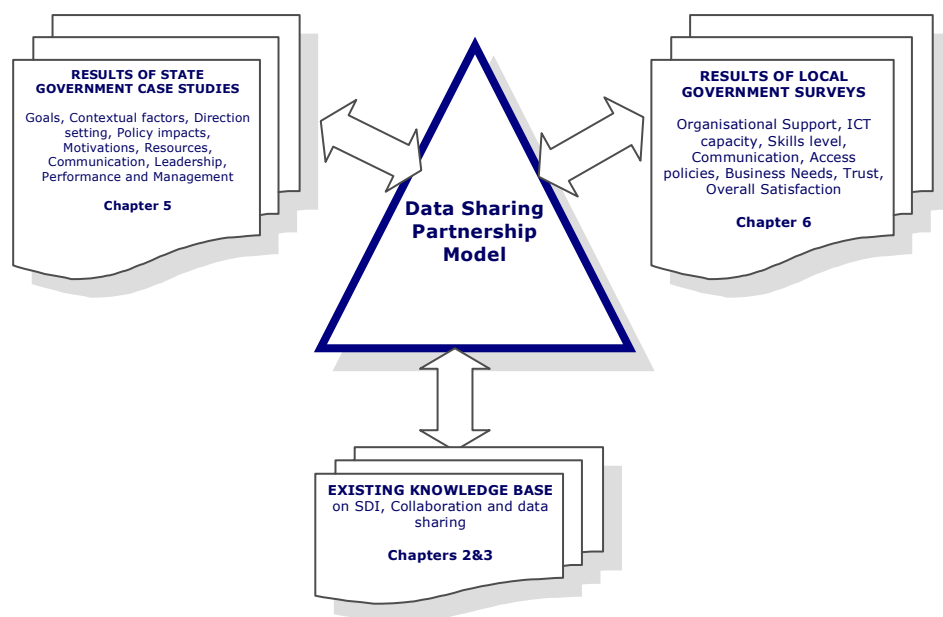 RESULTS OF STATE
GOVERNMENT CASE STUDIES
Goals, Contextual factors, Direction
setting, Policy impacts,
Motivations, Resources,
Communication, Leadership,
Performance and Management
Chapter 5
RESULTS OF LOCAL
GOVERNMENT SURVEYS
Organisational Support, ICT
capacity, Skills level,
Communication, Access
policies, Business Needs, Trust,
Overall Satisfaction
Chapter 6
Data Sharing
Partnership
Model
EXISTING KNOWLEDGE BASE
on SDI, Collaboration and data
sharing
Chapters 2&3